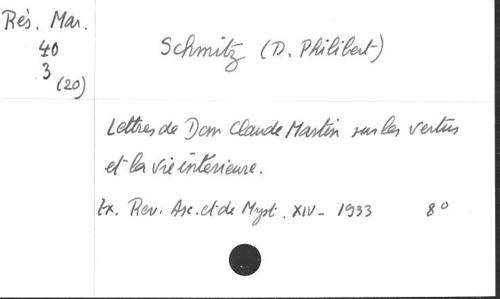 Rés. Mar.
40
3
(20)
Schmitz (D. Philibert)
Lettres de Dom Claude Martin sur les vertus
et la vie intérieure.
Ex. Rev. Asc. et de Myst. XIV - 1933 8°